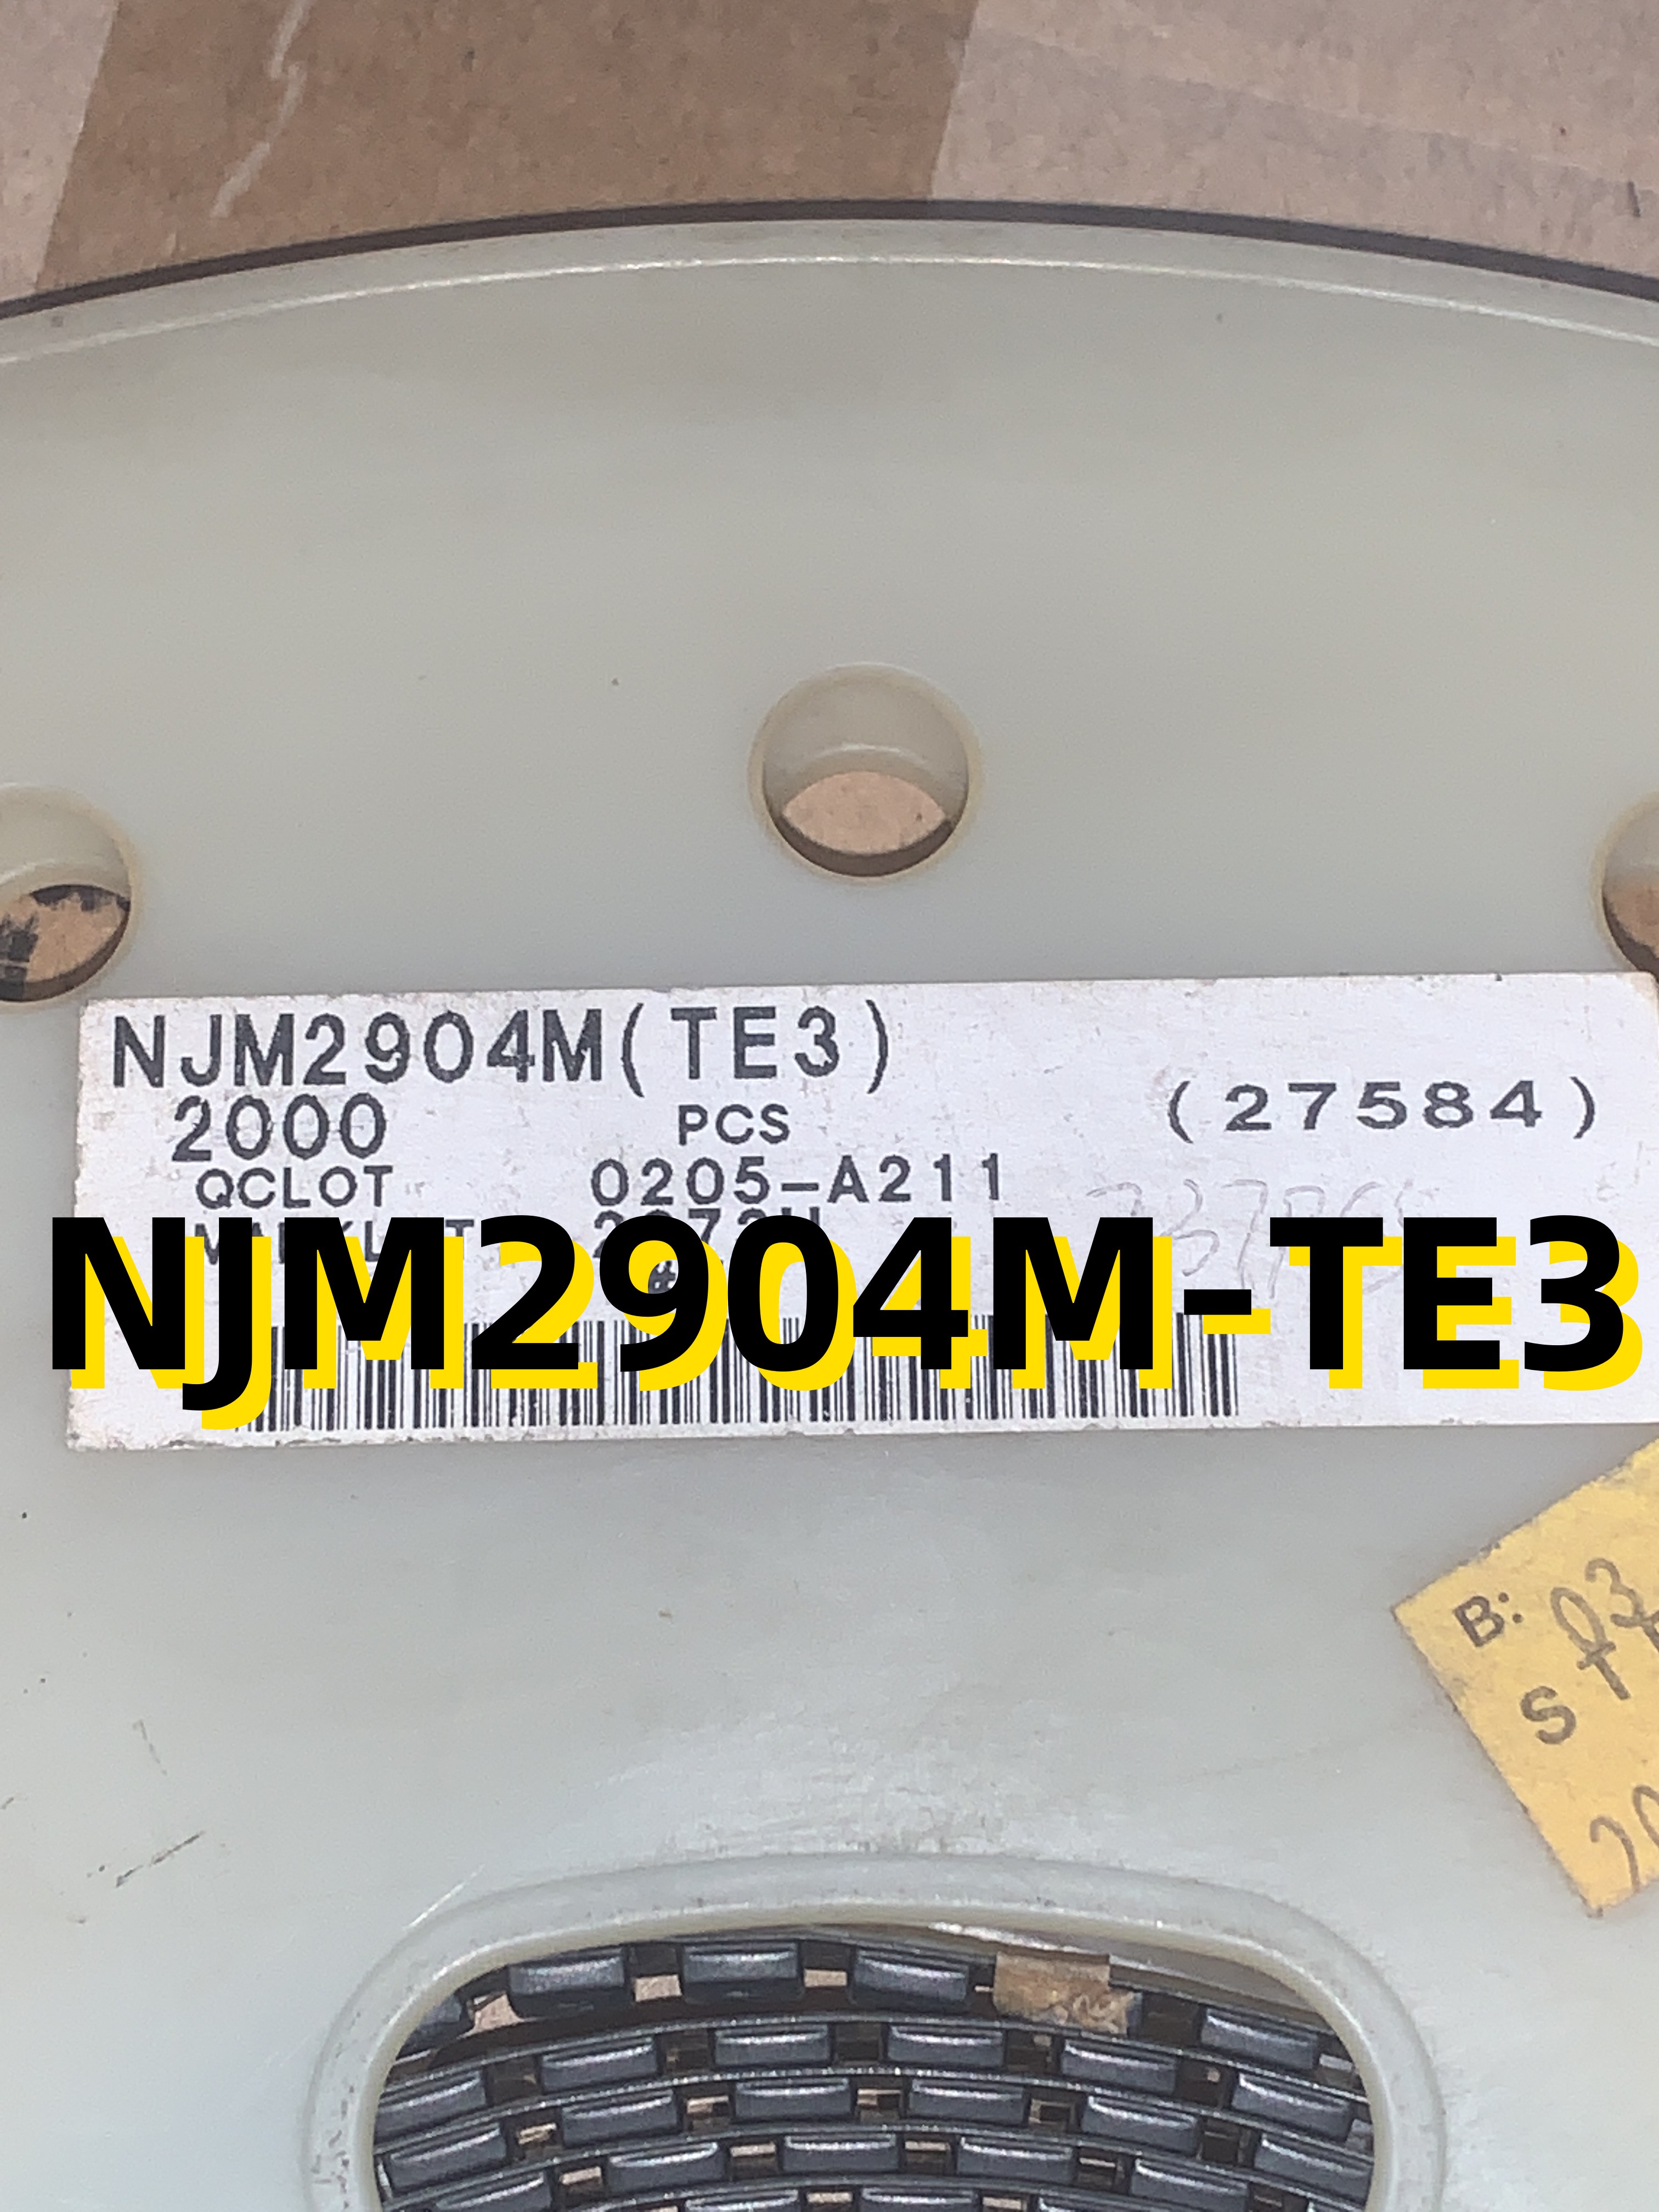 NJM2904M(TE3)
2000 PCS (27584)
QCLOT 0205-A211
NJM2904M-TE3
B:
S